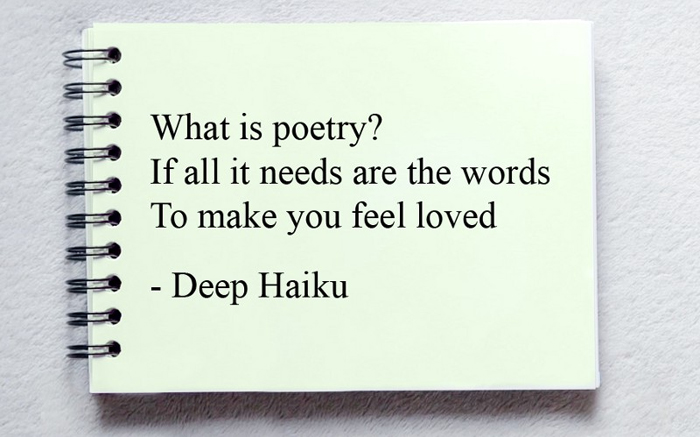 What is poetry?
If all it needs are the words
To make you feel loved
- Deep Haiku